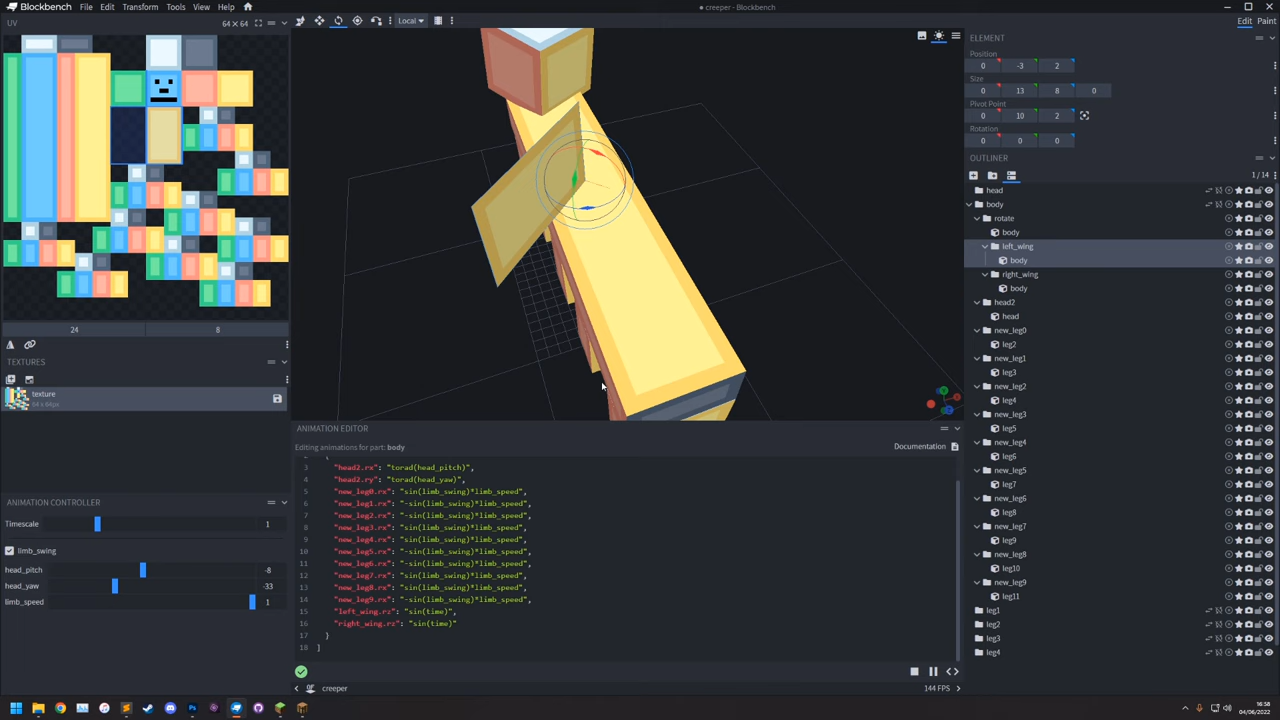 Blockbench
File
Edit
Transform
Tools
View
Help
• creeper - Blockbench
UV
64 × 64
Local
Edit
Paint
ELEMENT
Position
0 -3 2
Size
0 13 8 0
Pivot Point
0 10 2
Rotation
0 0 0
OUTLINER
1 / 14
head
body
rotate
body
left_wing
body
right_wing
body
head2
head
new_leg0
leg2
new_leg1
leg3
new_leg2
leg4
new_leg3
leg5
new_leg4
leg6
new_leg5
leg7
new_leg6
leg8
new_leg7
leg9
new_leg8
leg10
new_leg9
leg11
leg1
leg2
leg3
leg4
24
8
TEXTURES
texture
64 x 64px
ANIMATION CONTROLLER
Timescale
1
limb_swing
head_pitch
-8
head_yaw
-33
limb_speed
1
ANIMATION EDITOR
Editing animations for part: body
Documentation
3 "head2.rx": "torad(head_pitch)",
4 "head2.ry": "torad(head_yaw)",
5 "new_leg0.rx": "sin(limb_swing)*limb_speed",
6 "new_leg1.rx": "-sin(limb_swing)*limb_speed",
7 "new_leg2.rx": "-sin(limb_swing)*limb_speed",
8 "new_leg3.rx": "sin(limb_swing)*limb_speed",
9 "new_leg4.rx": "sin(limb_swing)*limb_speed",
10 "new_leg5.rx": "-sin(limb_swing)*limb_speed",
11 "new_leg6.rx": "-sin(limb_swing)*limb_speed",
12 "new_leg7.rx": "sin(limb_swing)*limb_speed",
13 "new_leg8.rx": "sin(limb_swing)*limb_speed",
14 "new_leg9.rx": "-sin(limb_swing)*limb_speed",
15 "left_wing.rz": "sin(time)",
16 "right_wing.rz": "sin(time)"
17 }
18 ]
creeper
144 FPS
16:58
04/06/2022